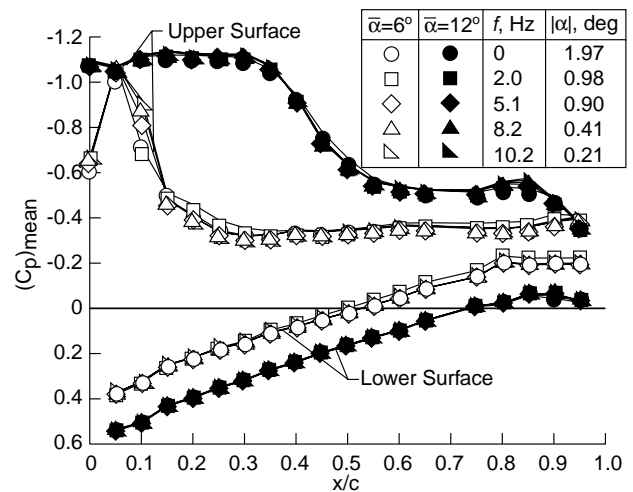 Upper Surface
α̅=6° α̅=12° f, Hz |α|, deg
0 1.97
2.0 0.98
5.1 0.90
8.2 0.41
10.2 0.21
-1.2
-1.0
-0.8
-0.6
-0.4
-0.2
0
0.2
0.4
0.6
(Cp)mean
Lower Surface
0 0.1 0.2 0.3 0.4 0.5 0.6 0.7 0.8 0.9 1.0
x/c